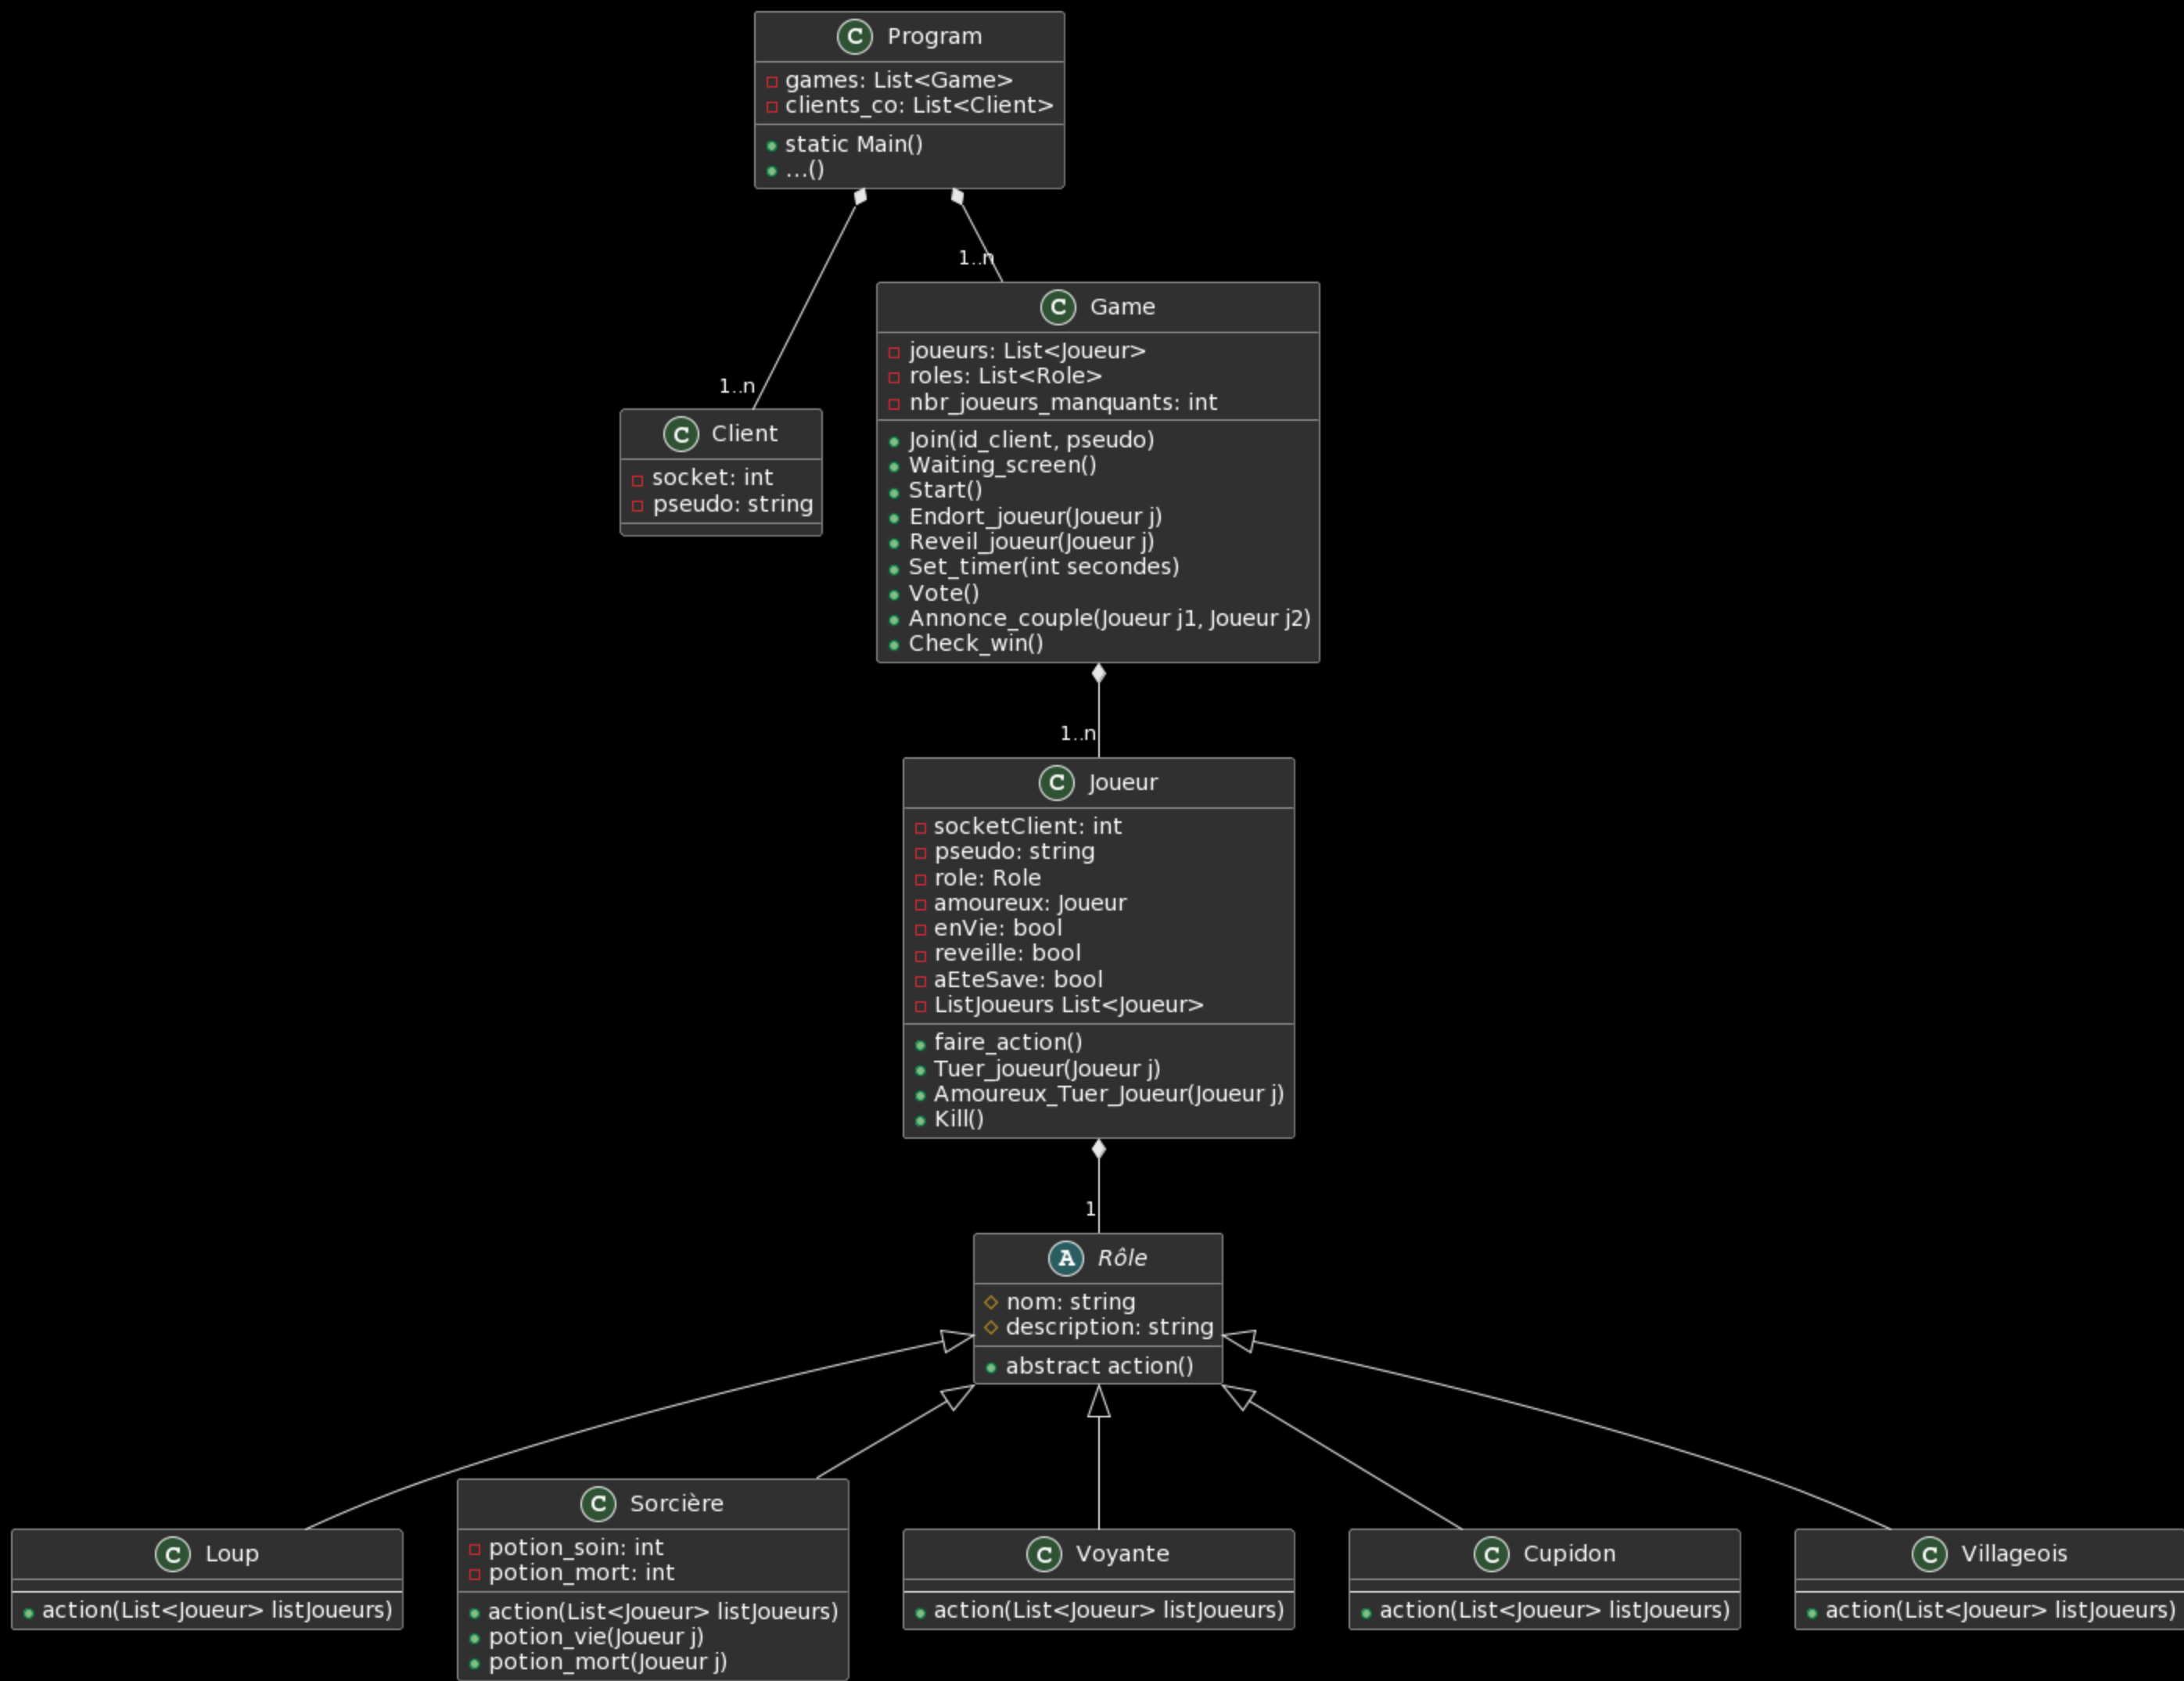 C Program
games: List<Game>
clients_co: List<Client>
static Main()
...()
1..n
C Game
joueurs: List<Joueur>
roles: List<Role>
nbr_joueurs_manquants: int
Join(id_client, pseudo)
Waiting_screen()
Start()
Endort_joueur(Joueur j)
Reveil_joueur(Joueur j)
Set_timer(int secondes)
Vote()
Annonce_couple(Joueur j1, Joueur j2)
Check_win()
1..n
C Client
socket: int
pseudo: string
1..n
C Joueur
socketClient: int
pseudo: string
role: Role
amoureux: Joueur
enVie: bool
reveille: bool
aEteSave: bool
ListJoueurs List<Joueur>
faire_action()
Tuer_joueur(Joueur j)
Amoureux_Tuer_Joueur(Joueur j)
Kill()
1
A Rôle
nom: string
description: string
abstract action()
C Loup
action(List<Joueur> listJoueurs)
C Sorcière
potion_soin: int
potion_mort: int
action(List<Joueur> listJoueurs)
potion_vie(Joueur j)
potion_mort(Joueur j)
C Voyante
action(List<Joueur> listJoueurs)
C Cupidon
action(List<Joueur> listJoueurs)
C Villageois
action(List<Joueur> listJoueurs)